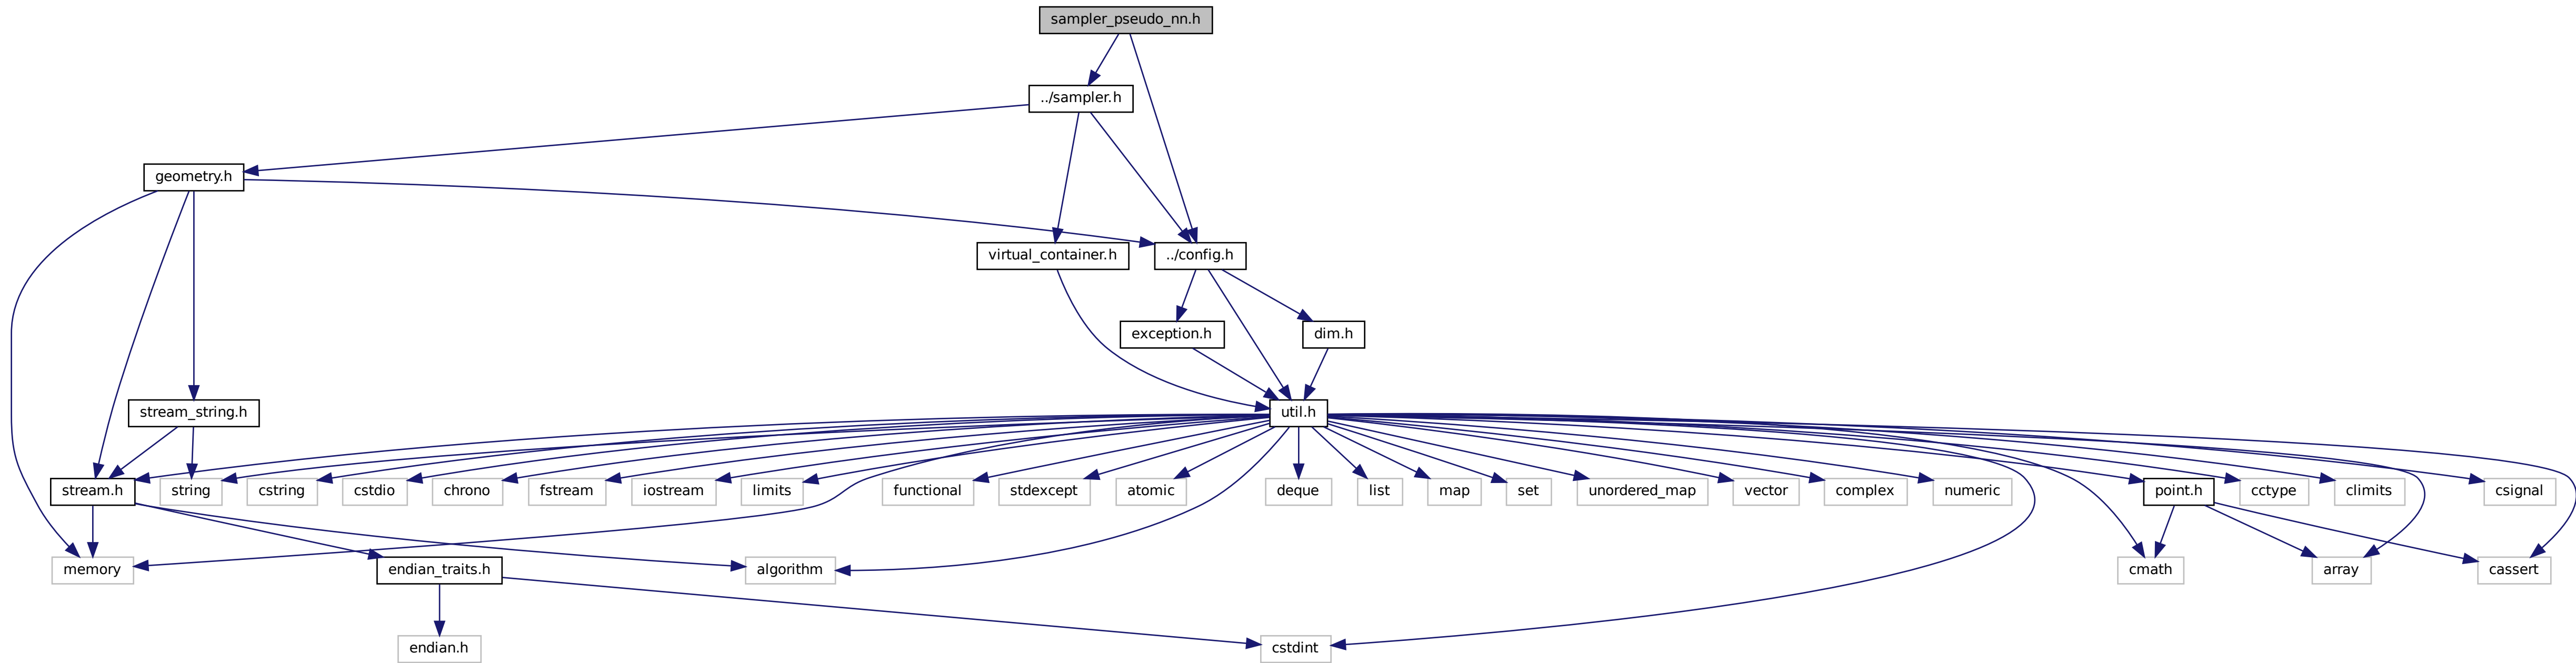 sampler_pseudo_nn.h
../sampler.h
geometry.h
virtual_container.h
../config.h
exception.h
dim.h
stream_string.h
util.h
stream.h
string
cstring
cstdio
chrono
fstream
iostream
limits
functional
stdexcept
atomic
deque
list
map
set
unordered_map
vector
complex
numeric
point.h
cctype
climits
csignal
memory
endian_traits.h
algorithm
cmath
array
cassert
endian.h
cstdint